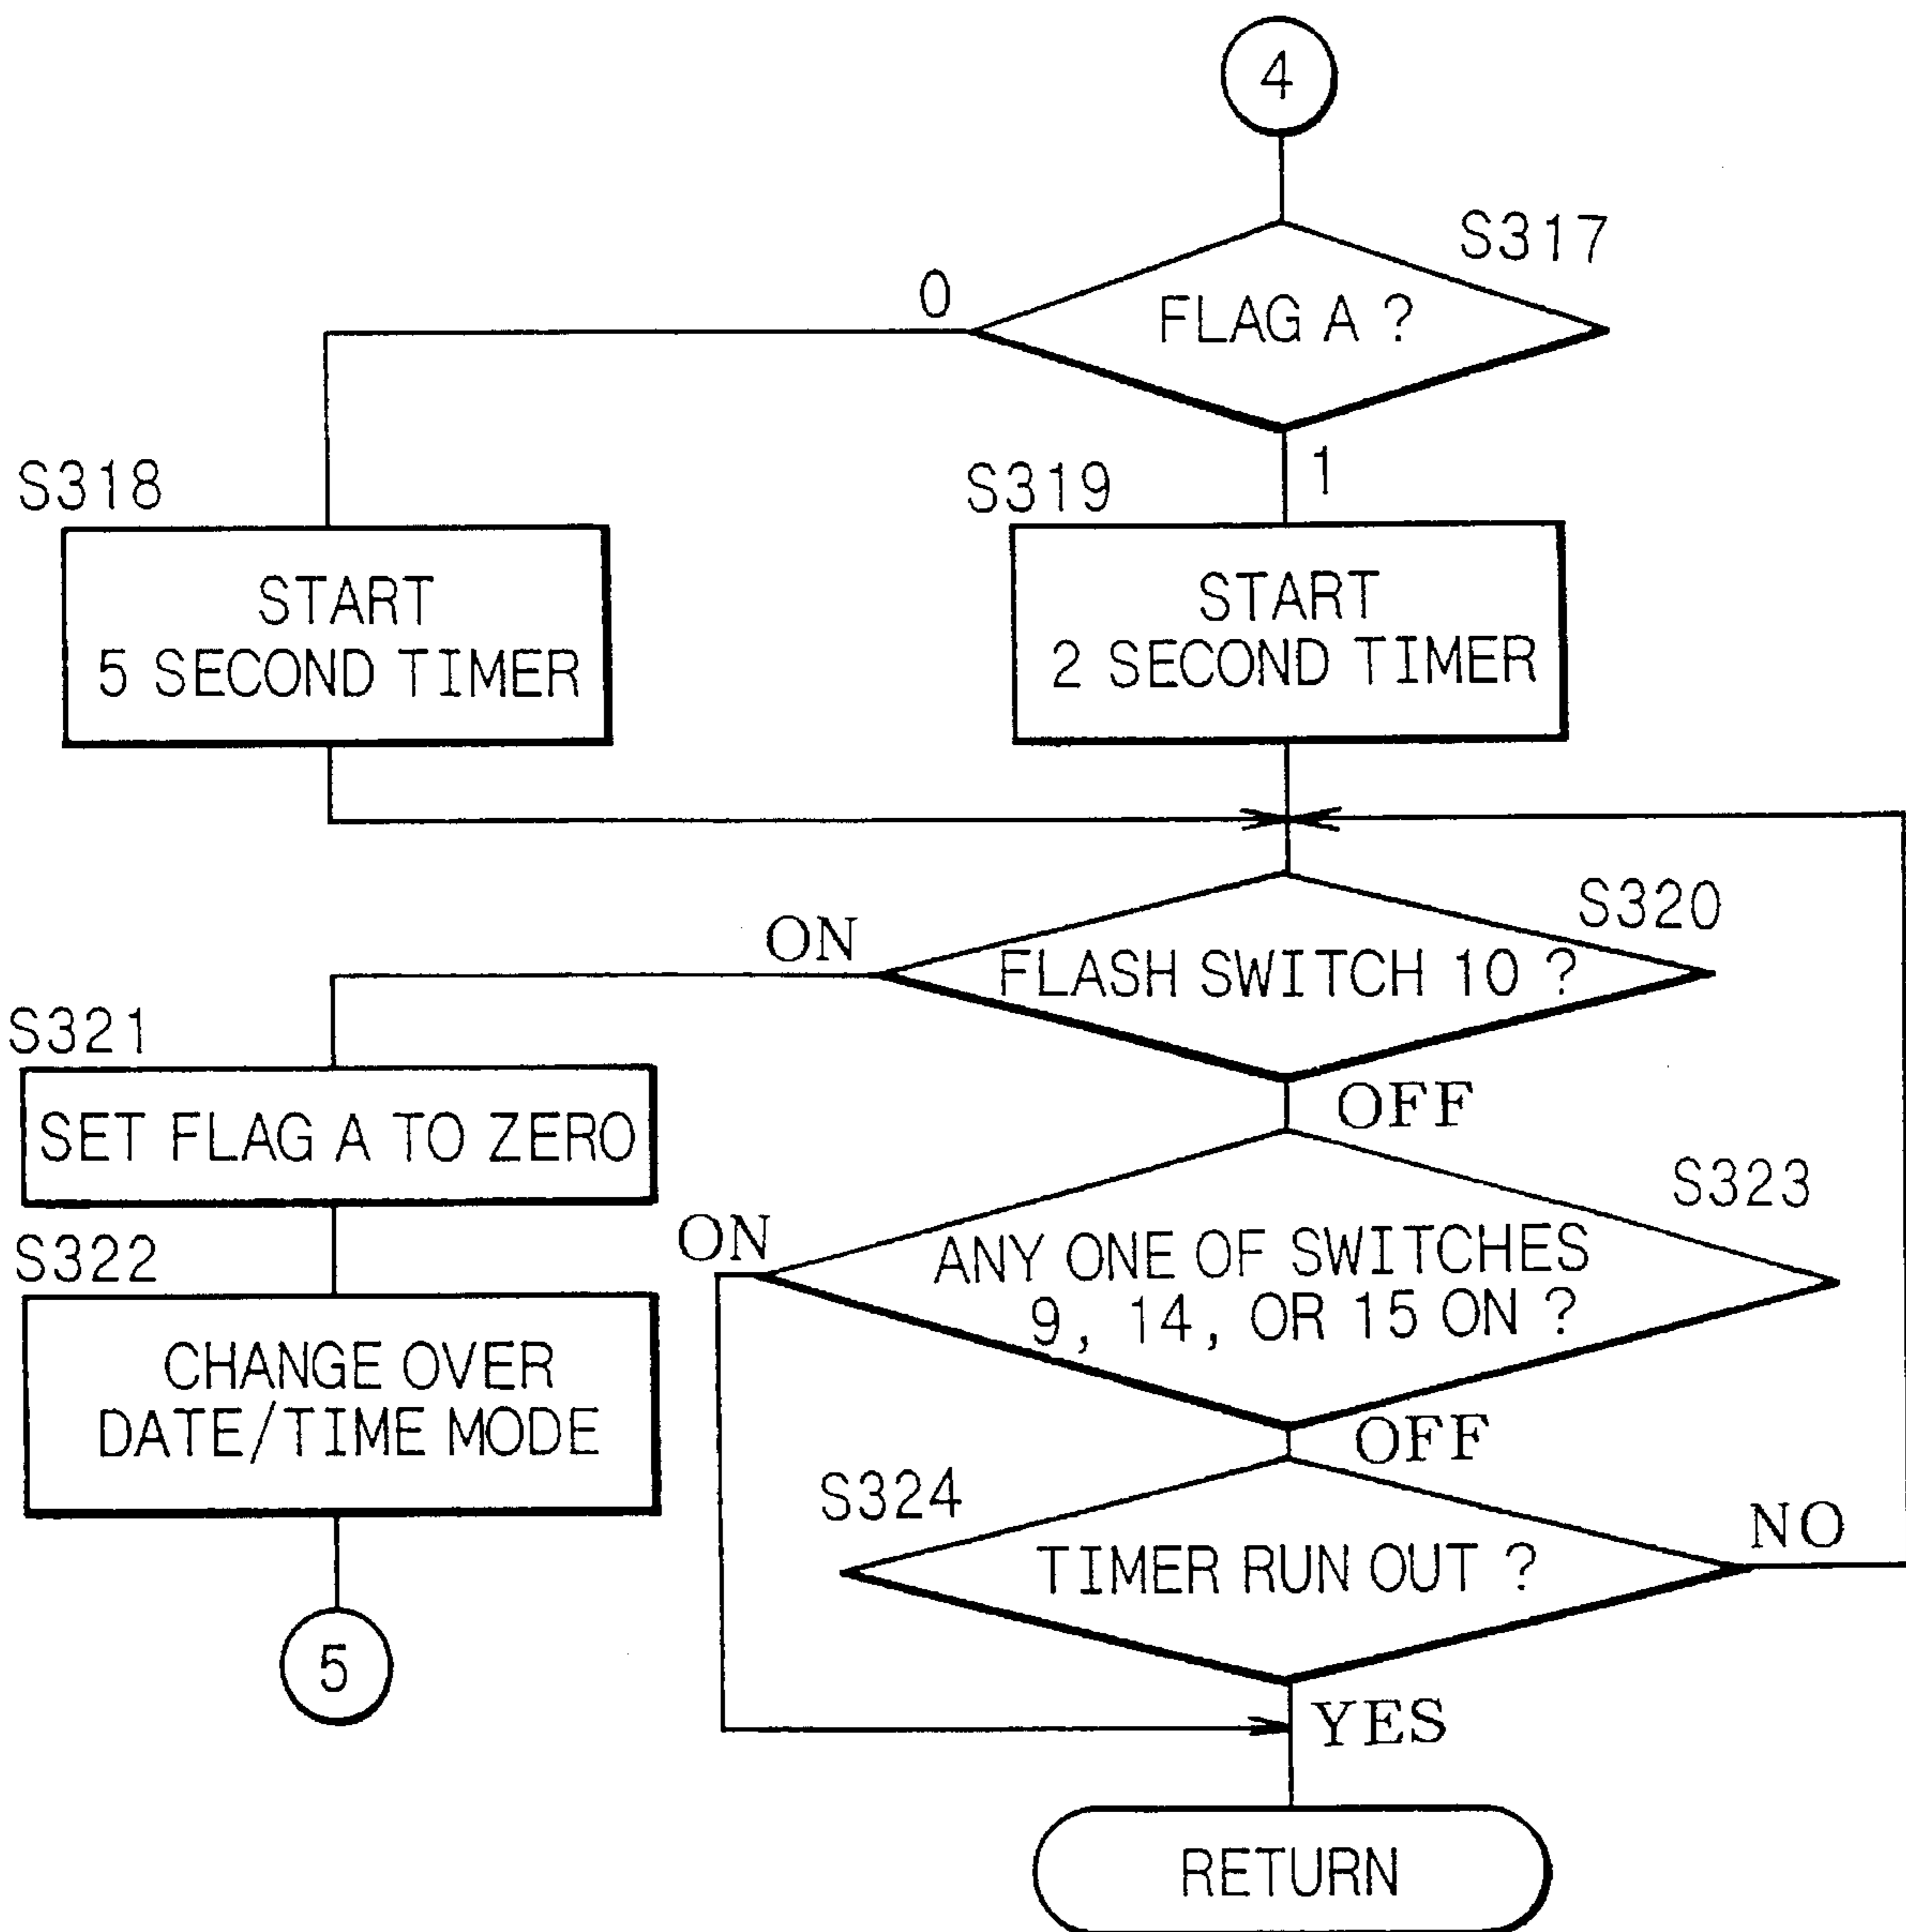 4
S317
0
FLAG A ?
1
S318
S319
START
5 SECOND TIMER
START
2 SECOND TIMER
S320
ON
FLASH SWITCH 10 ?
OFF
S321
SET FLAG A TO ZERO
S323
ON
ANY ONE OF SWITCHES
9, 14, OR 15 ON ?
OFF
S322
CHANGE OVER
DATE/TIME MODE
S324
NO
TIMER RUN OUT ?
5
YES
RETURN